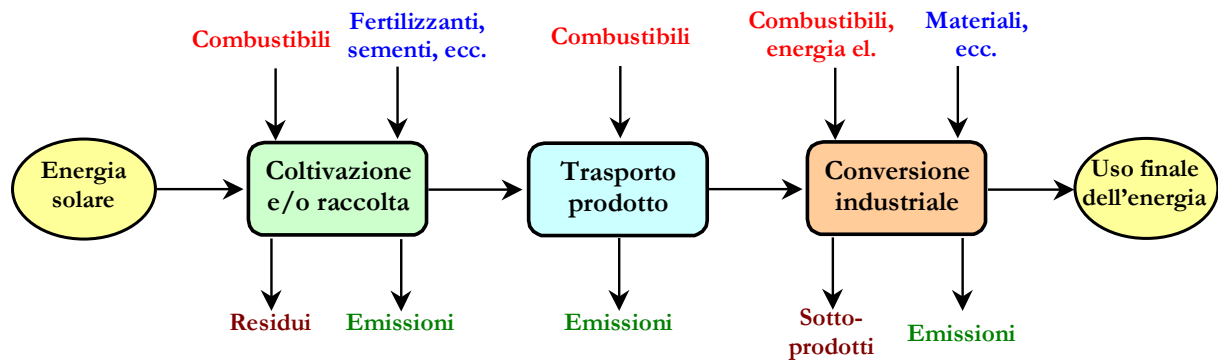 Combustibili
Fertilizzanti,
sementi, ecc.
Combustibili
Combustibili,
energia el.
Materiali,
ecc.
Energia
solare
Coltivazione
e/o raccolta
Trasporto
prodotto
Conversione
industriale
Uso finale
dell'energia
Residui
Emissioni
Emissioni
Sotto-
prodotti
Emissioni